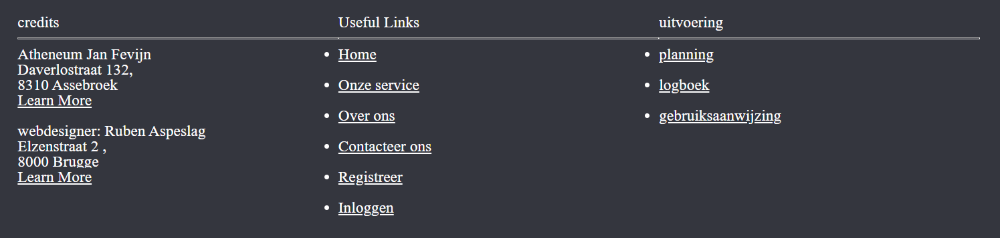 credits
Atheneum Jan Fevijn
Daverlostraat 132,
8310 Assebroek
Learn More
webdesigner: Ruben Aspeslag
Elzenstraat 2 ,
8000 Brugge
Learn More
Useful Links
Home
Onze service
Over ons
Contacteer ons
Registreer
Inloggen
uitvoering
planning
logboek
gebruiksaanwijzing